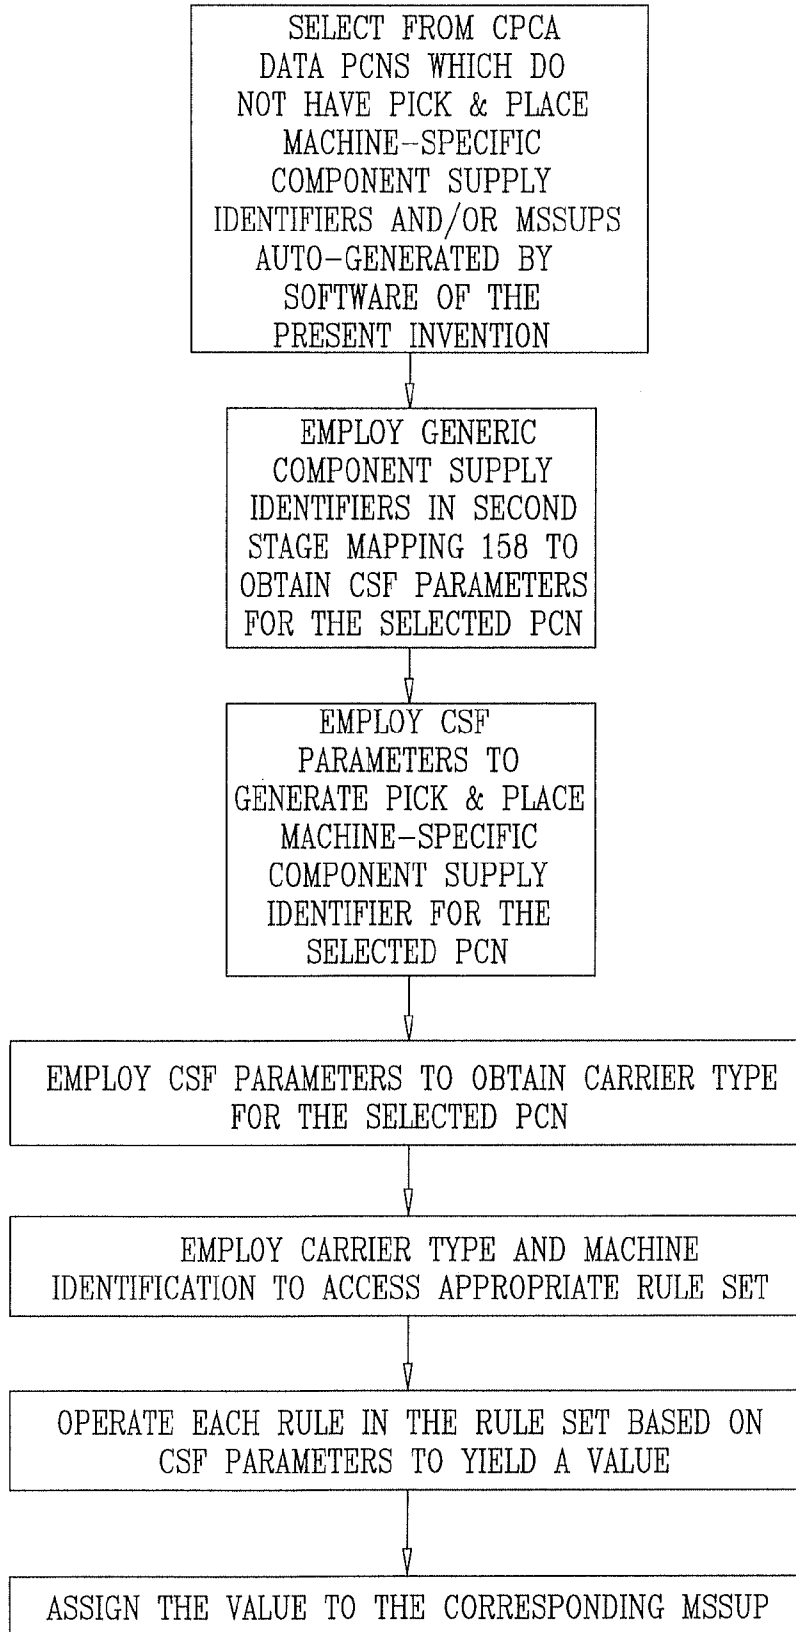 SELECT FROM CPCA
DATA PCNS WHICH DO
NOT HAVE PICK & PLACE
MACHINE-SPECIFIC
COMPONENT SUPPLY
IDENTIFIERS AND/OR MSSUPS
AUTO-GENERATED BY
SOFTWARE OF THE
PRESENT INVENTION
EMPLOY GENERIC
COMPONENT SUPPLY
IDENTIFIERS IN SECOND
STAGE MAPPING 158 TO
OBTAIN CSF PARAMETERS
FOR THE SELECTED PCN
EMPLOY CSF
PARAMETERS TO
GENERATE PICK & PLACE
MACHINE-SPECIFIC
COMPONENT SUPPLY
IDENTIFIER FOR THE
SELECTED PCN
EMPLOY CSF PARAMETERS TO OBTAIN CARRIER TYPE
FOR THE SELECTED PCN
EMPLOY CARRIER TYPE AND MACHINE
IDENTIFICATION TO ACCESS APPROPRIATE RULE SET
OPERATE EACH RULE IN THE RULE SET BASED ON
CSF PARAMETERS TO YIELD A VALUE
ASSIGN THE VALUE TO THE CORRESPONDING MSSUP